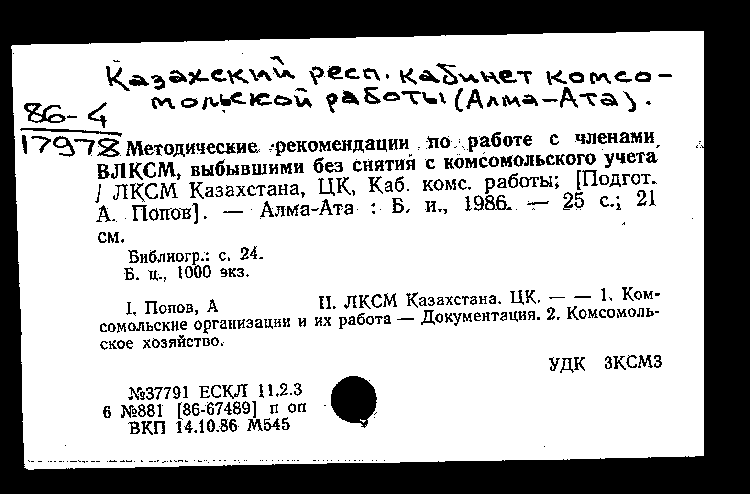 Казахский респ. кабинет комсо-
мольской работы (Алма-Ата).
86-4
17978
Методические рекомендации по работе с членами
ВЛКСМ, выбывшими без снятия с комсомольского учета
/ ЛКСМ Казахстана, ЦК, Каб. комс. работы; [Подгот.
А. Попов]. — Алма-Ата : Б. и., 1986. — 25 с.; 21
см.
Библиогр.: с. 24.
Б. ц., 1000 экз.
I. Попов, А II. ЛКСМ Казахстана. ЦК. — — 1. Ком-
сомольские организации и их работа — Документация. 2. Комсомоль-
ское хозяйство.
УДК 3КСМ3
№37791 ЕСКЛ 11.2.3
6 №881 [86-67489] п оп
ВКП 14.10.86 М545